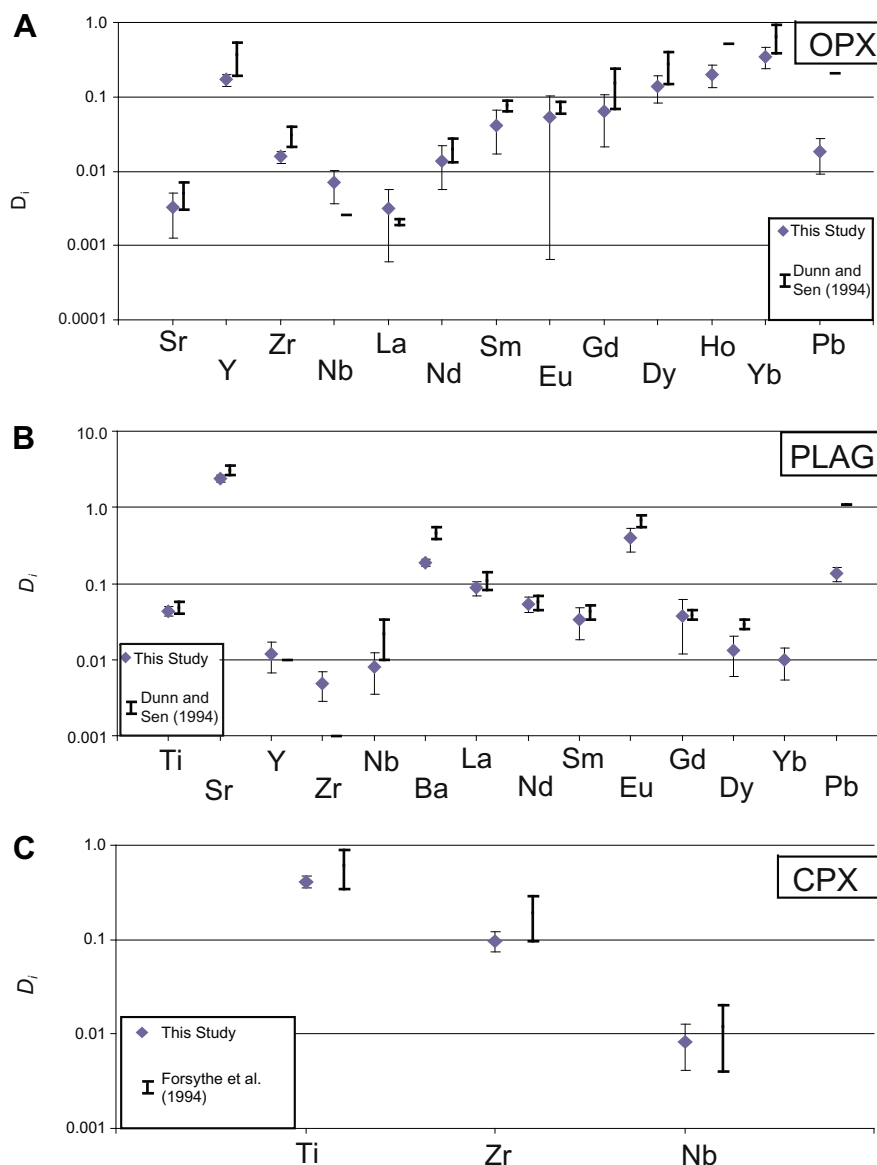 A
1.0
OPX
0.1
0.01
0.001
0.0001
D_i
This Study
Dunn and
Sen (1994)
Sr Zr La Sm Gd Ho Pb
Y Nb Nd Eu Dy Yb
B
10.0
PLAG
1.0
0.1
0.01
0.001
D_i
This Study
Dunn and
Sen (1994)
Ti Y Nb La Sm Gd Yb
Sr Zr Ba Nd Eu Dy Pb
C
1.0
CPX
0.1
0.01
0.001
D_i
This Study
Forsythe et al.
(1994)
Ti Zr Nb